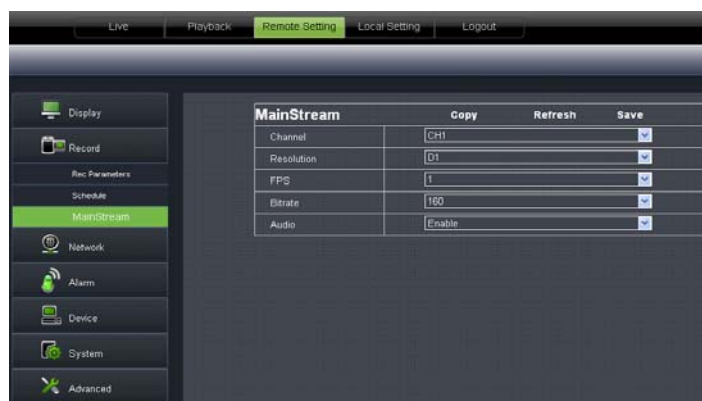 Live Playback Remote Setting Local Setting Logout
Display
Record
Rec Parameters
Schedule
MainStream
Network
Alarm
Device
System
Advanced
MainStream Copy Refresh Save
Channel CH1
Resolution D1
FPS 1
Bitrate 160
Audio Enable